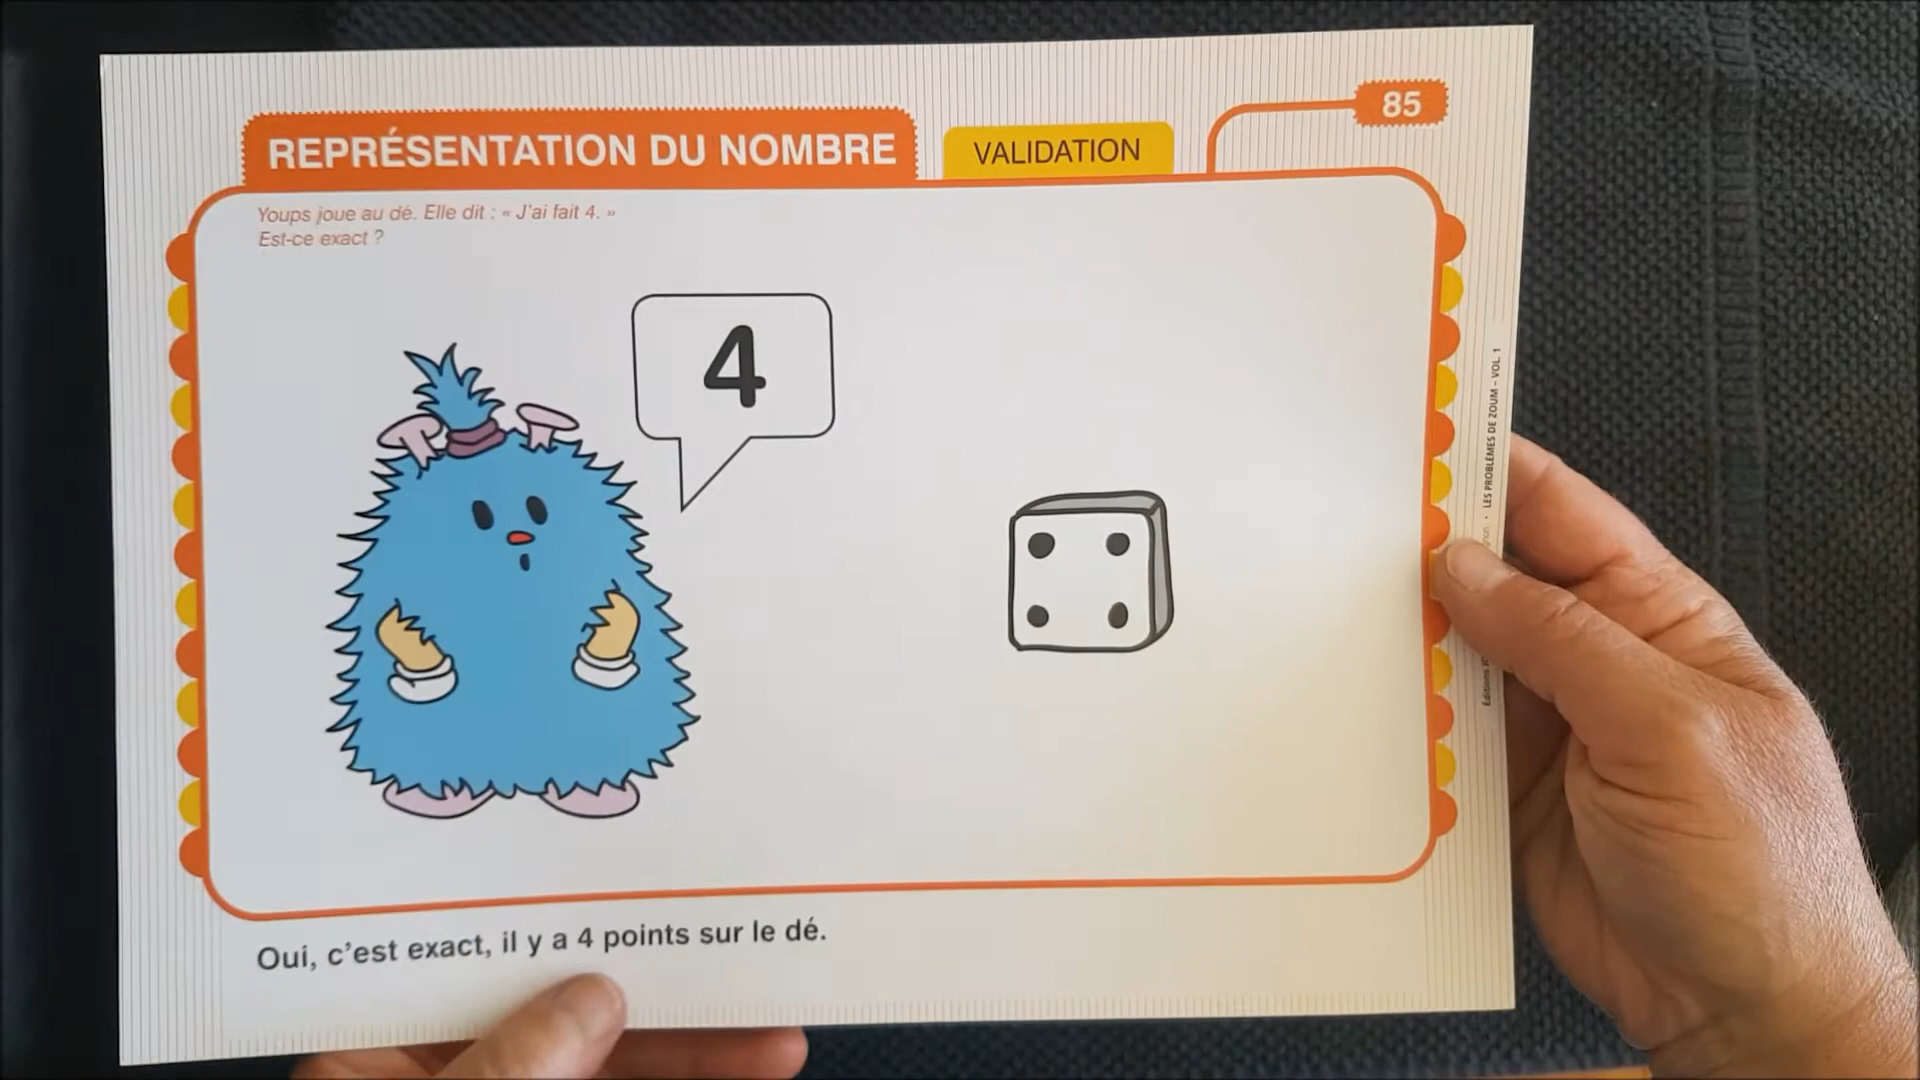 REPRÉSENTATION DU NOMBRE
VALIDATION
85
Youps joue au dé. Elle dit : « J'ai fait 4. »
Est-ce exact ?
4
Oui, c'est exact, il y a 4 points sur le dé.
Éditions • LES PROBLÈMES DE ZOUM – VOL. 1